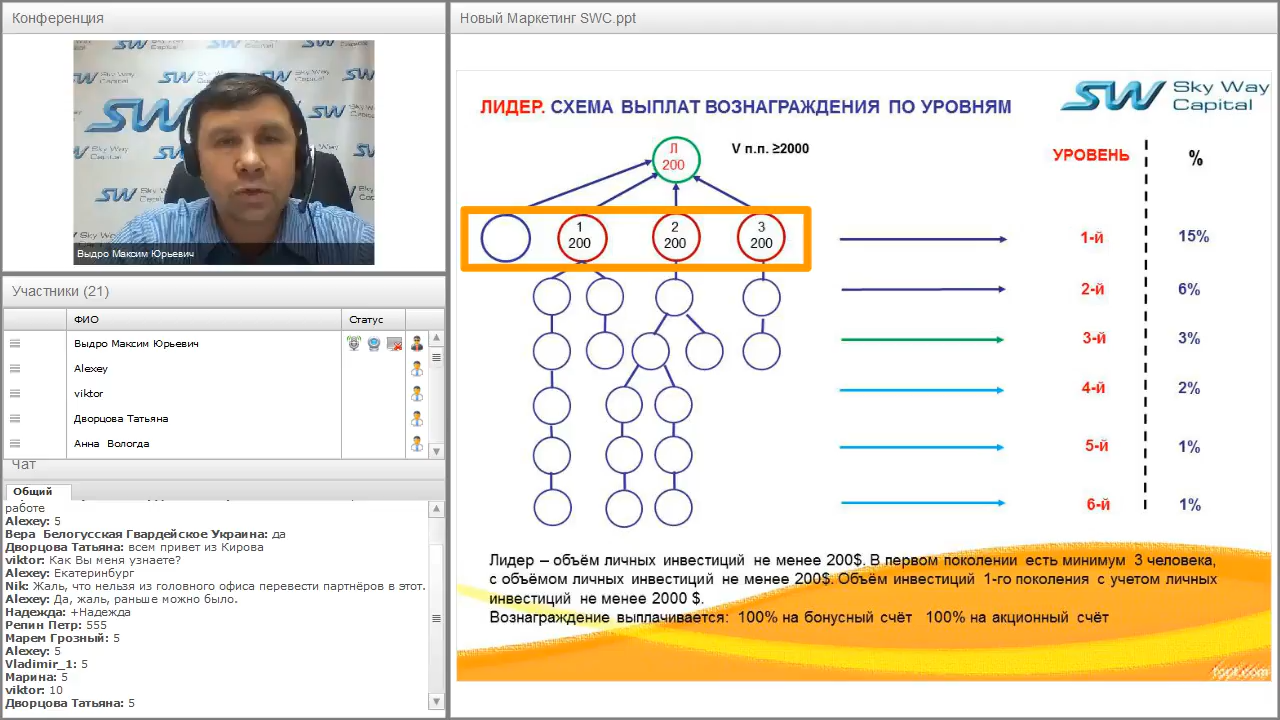 Конференция
SW
Выдро Максим Юрьевич
Участники (21)
ФИО
Статус
Выдро Максим Юрьевич
Alexey
viktor
Дворцова Татьяна
Анна Вологда
Чат
Общий
работе
Alexey: 5
Вера Белогусская Гвардейское Украина: да
Дворцова Татьяна: всем привет из Кирова
viktor: Как Вы меня узнаете?
Alexey: Екатеринбург
Nik: Жаль, что нельзя из головного офиса перевести партнёров в этот.
Alexey: Да, жаль, раньше можно было.
Надежда: +Надежда
Репин Петр: 555
Марем Грозный: 5
Alexey: 5
Vladimir_1: 5
Марина: 5
viktor: 10
Дворцова Татьяна: 5
Новый Маркетинг SWC.ppt
SW Sky Way
Capital
ЛИДЕР. СХЕМА ВЫПЛАТ ВОЗНАГРАЖДЕНИЯ ПО УРОВНЯМ
Л
200
V п.п. ≥2000
УРОВЕНЬ %
1
200
2
200
3
200
1-й 15%
2-й 6%
3-й 3%
4-й 2%
5-й 1%
6-й 1%
Лидер – объём личных инвестиций не менее 200$. В первом поколении есть минимум 3 человека,
с объёмом личных инвестиций не менее 200$. Объём инвестиций 1-го поколения с учетом личных
инвестиций не менее 2000 $.
Вознаграждение выплачивается: 100% на бонусный счёт 100% на акционный счёт
fppt.com